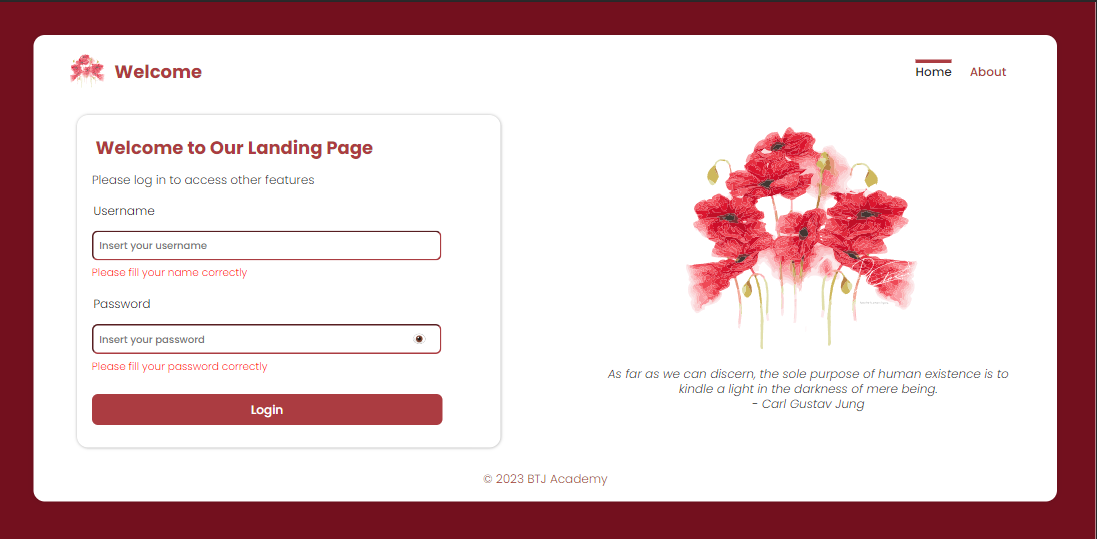 Welcome
Home
About
Welcome to Our Landing Page
Please log in to access other features
Username
Insert your username
Please fill your name correctly
Password
Insert your password
Please fill your password correctly
Login
As far as we can discern, the sole purpose of human existence is to
kindle a light in the darkness of mere being.
- Carl Gustav Jung
© 2023 BTJ Academy